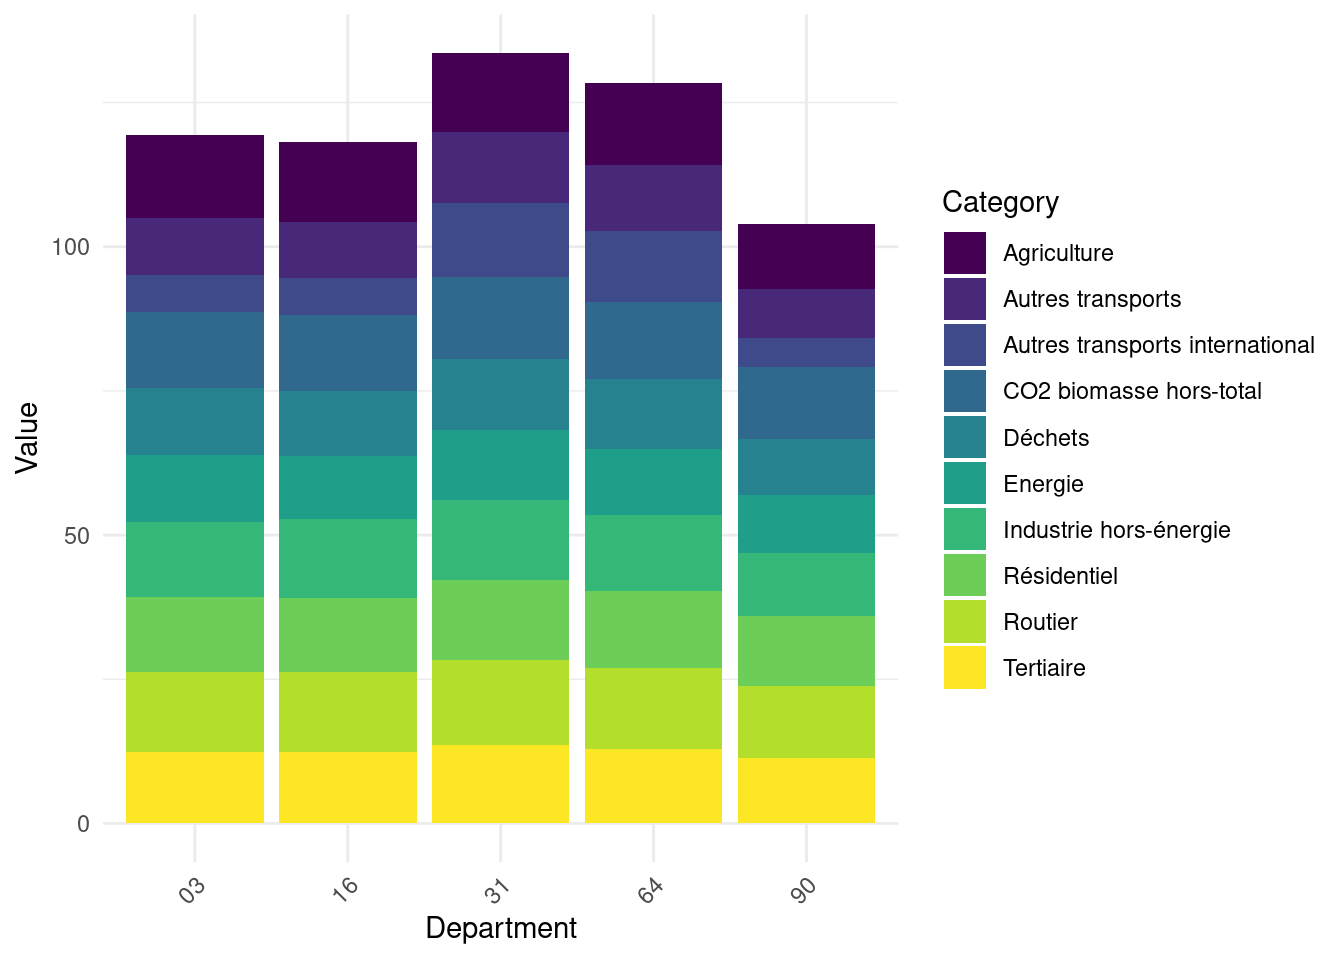 Value
100
50
0
03
16
31
64
90
Department
Category
Agriculture
Autres transports
Autres transports international
CO2 biomasse hors-total
Déchets
Energie
Industrie hors-énergie
Résidentiel
Routier
Tertiaire